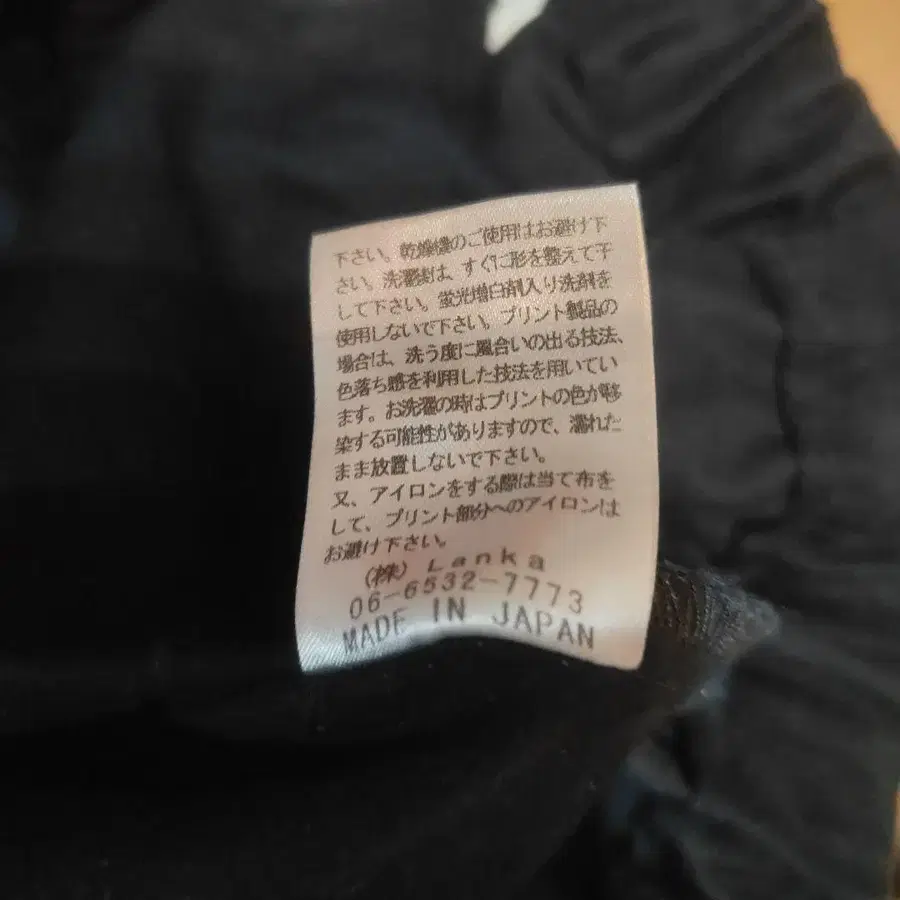 下さい。乾燥機のご使用はお避け下
さい。洗濯後は、すぐに形を整えて干
して下さい。蛍光増白剤入り洗剤を
使用しないで下さい。プリント製品の
場合は、洗う度に風合いの出る技法、
色落ち感を利用した技法を用いてい
ます。お洗濯の時はプリントの色が移
染する可能性がありますので、濡れた
まま放置しないで下さい。
又、アイロンをする際は当て布を
して、プリント部分へのアイロンは
お避け下さい。
(株) Lanka
06-6532-7773
MADE IN JAPAN